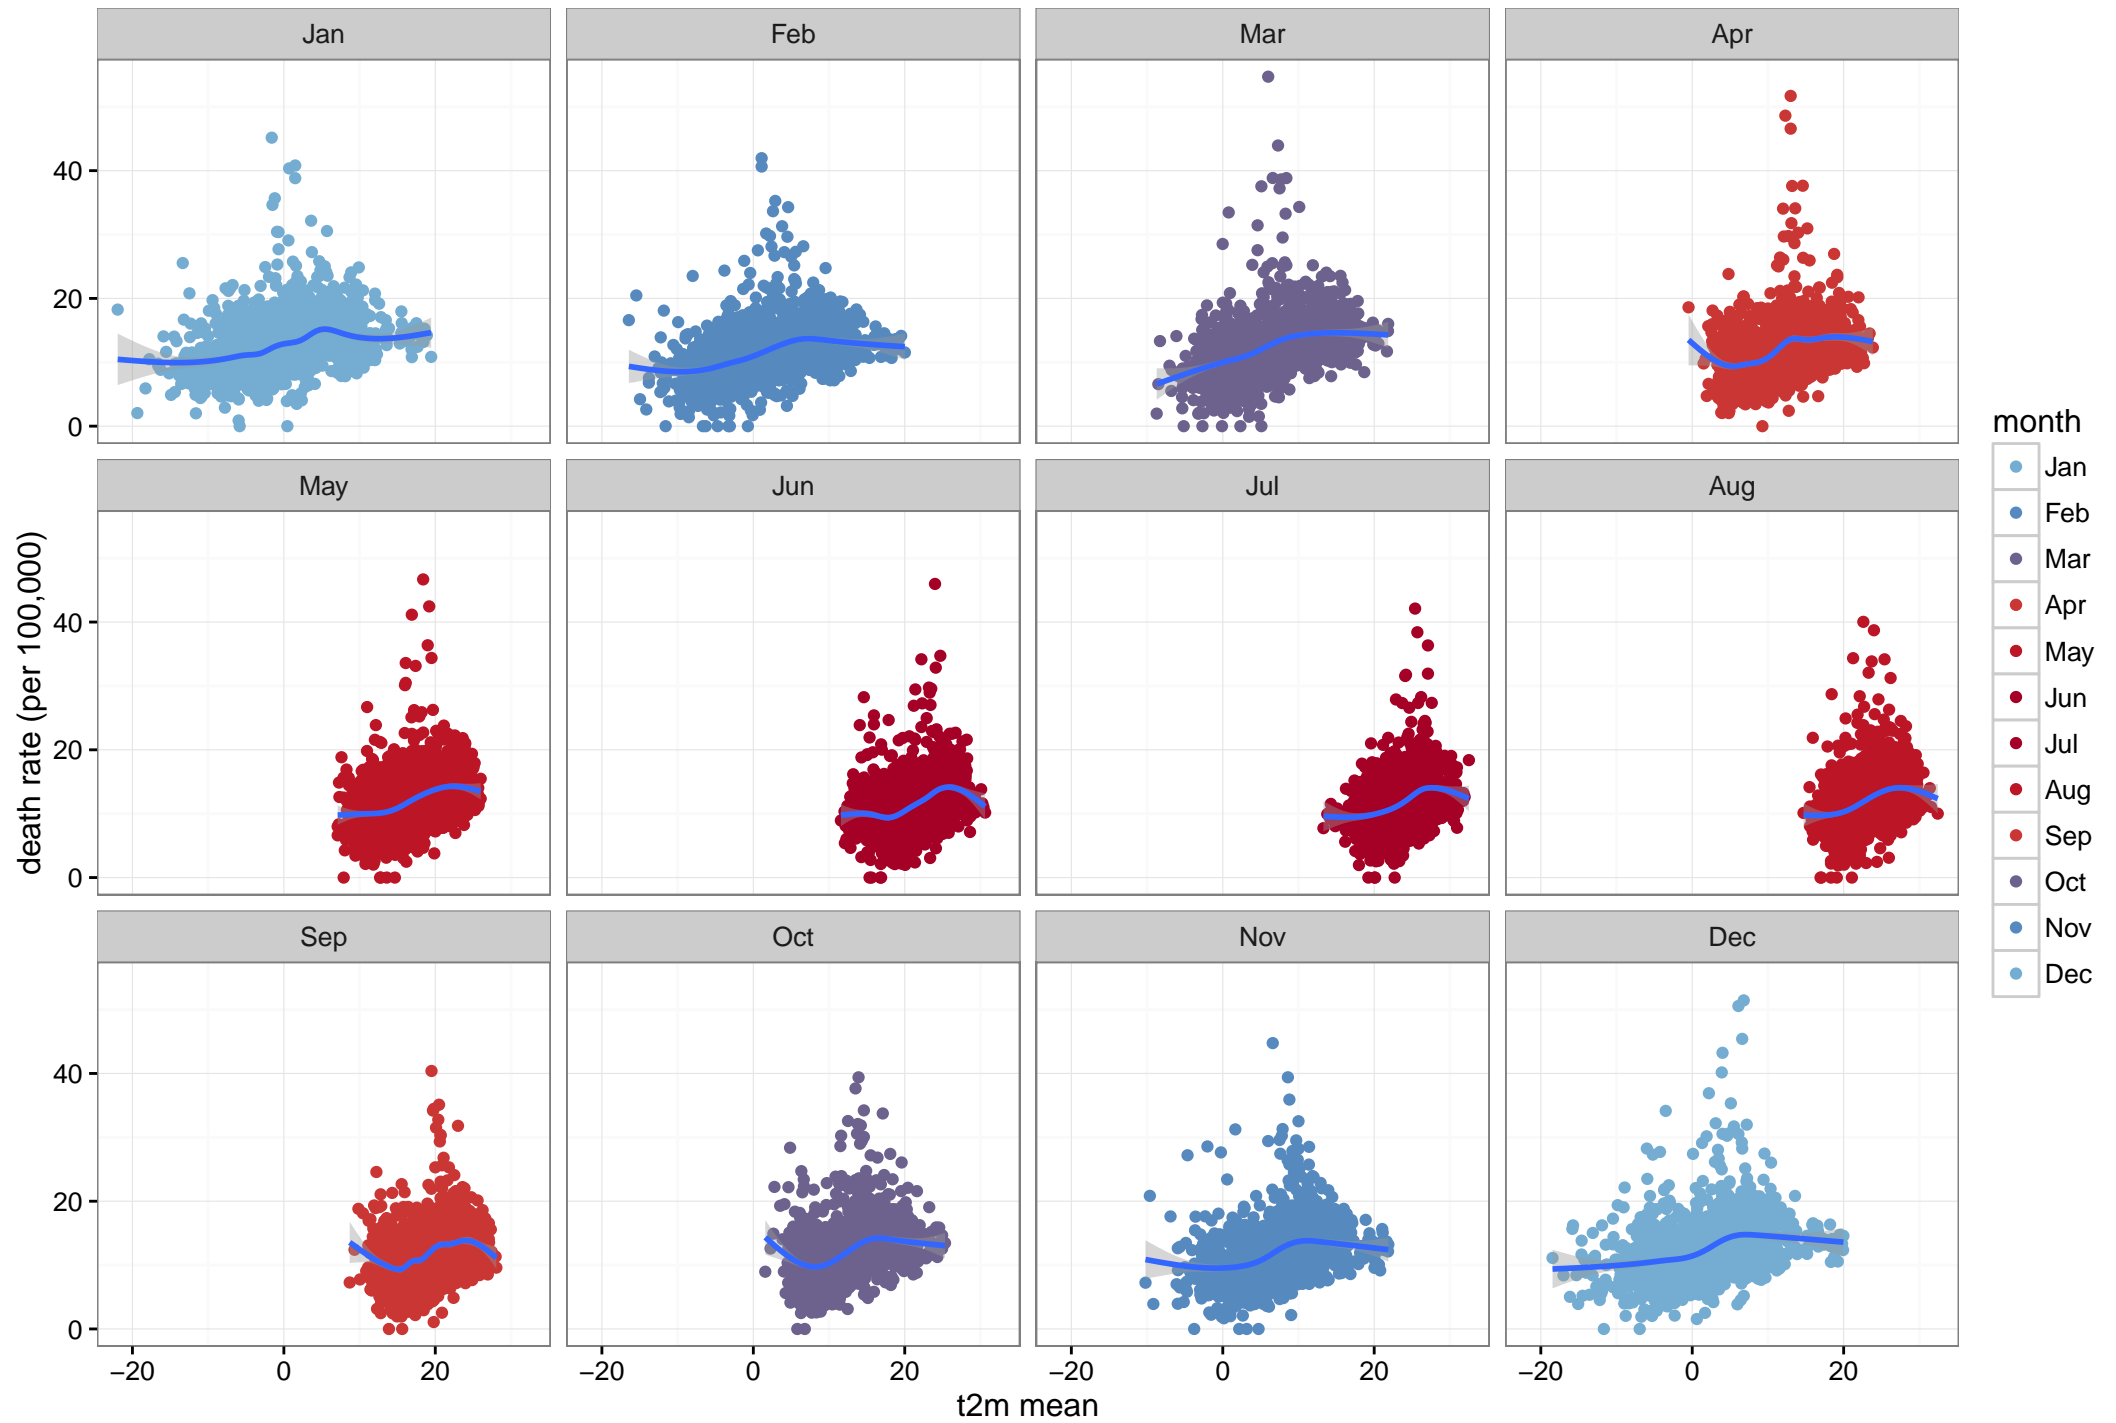 Jan Feb Mar Apr
40
20
0
May Jun Jul Aug
40
20
0
death rate (per 100,000)
Sep Oct Nov Dec
40
20
0
−20 0 20 −20 0 20 −20 0 20 −20 0 20
t2m mean
month
Jan
Feb
Mar
Apr
May
Jun
Jul
Aug
Sep
Oct
Nov
Dec